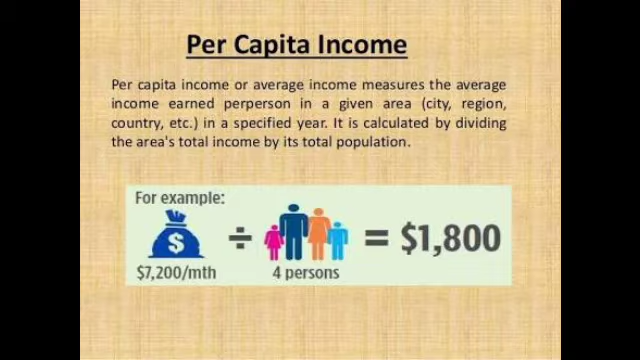 Per Capita Income
Per capita income or average income measures the average
income earned perperson in a given area (city, region,
country, etc.) in a specified year. It is calculated by dividing
the area's total income by its total population.
For example:
$ ÷ = $1,800
$7,200/mth 4 persons